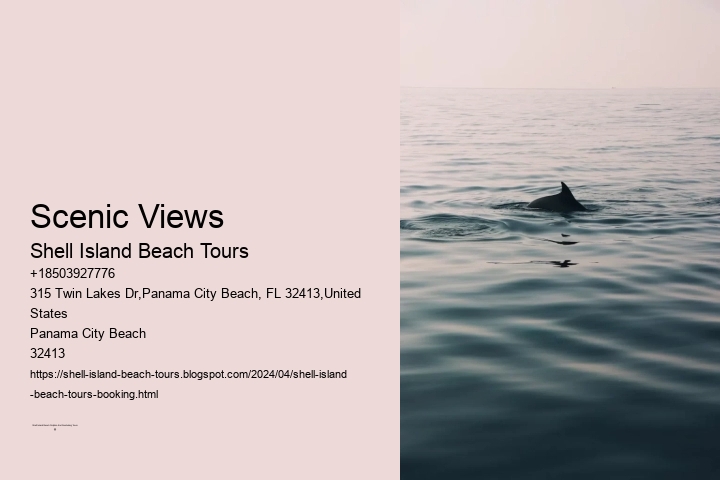 Scenic Views
Shell Island Beach Tours
+18503927776
315 Twin Lakes Dr,Panama City Beach, FL 32413,United
States
Panama City Beach
32413
https://shell-island-beach-tours.blogspot.com/2024/04/shell-island
-beach-tours-booking.html